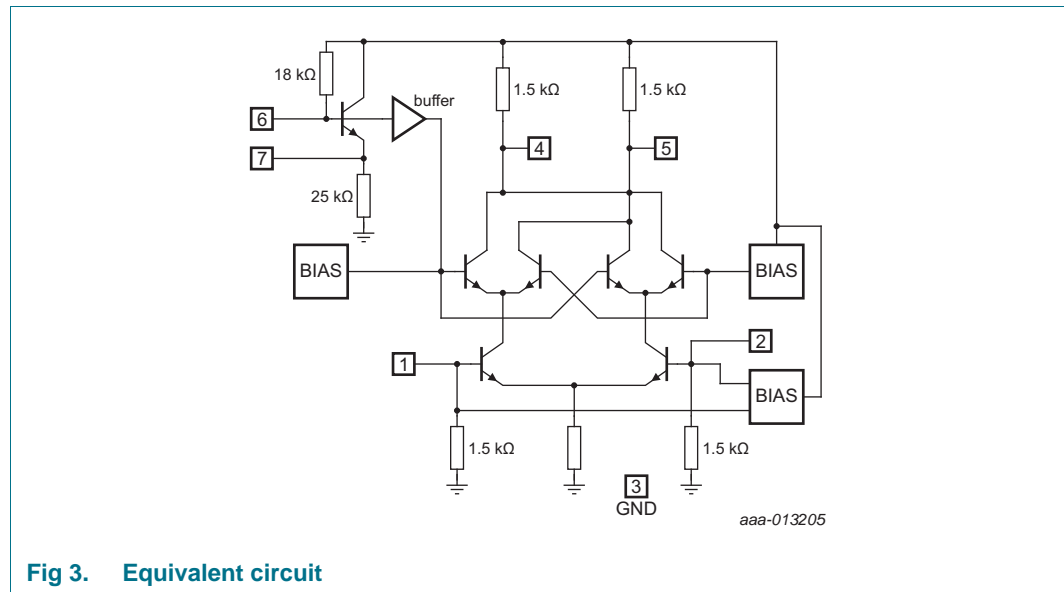 18 kΩ
1.5 kΩ
1.5 kΩ
buffer
6
4
5
7
25 kΩ
BIAS
BIAS
1
2
BIAS
1.5 kΩ
1.5 kΩ
3
GND
aaa-013205
Fig 3. Equivalent circuit